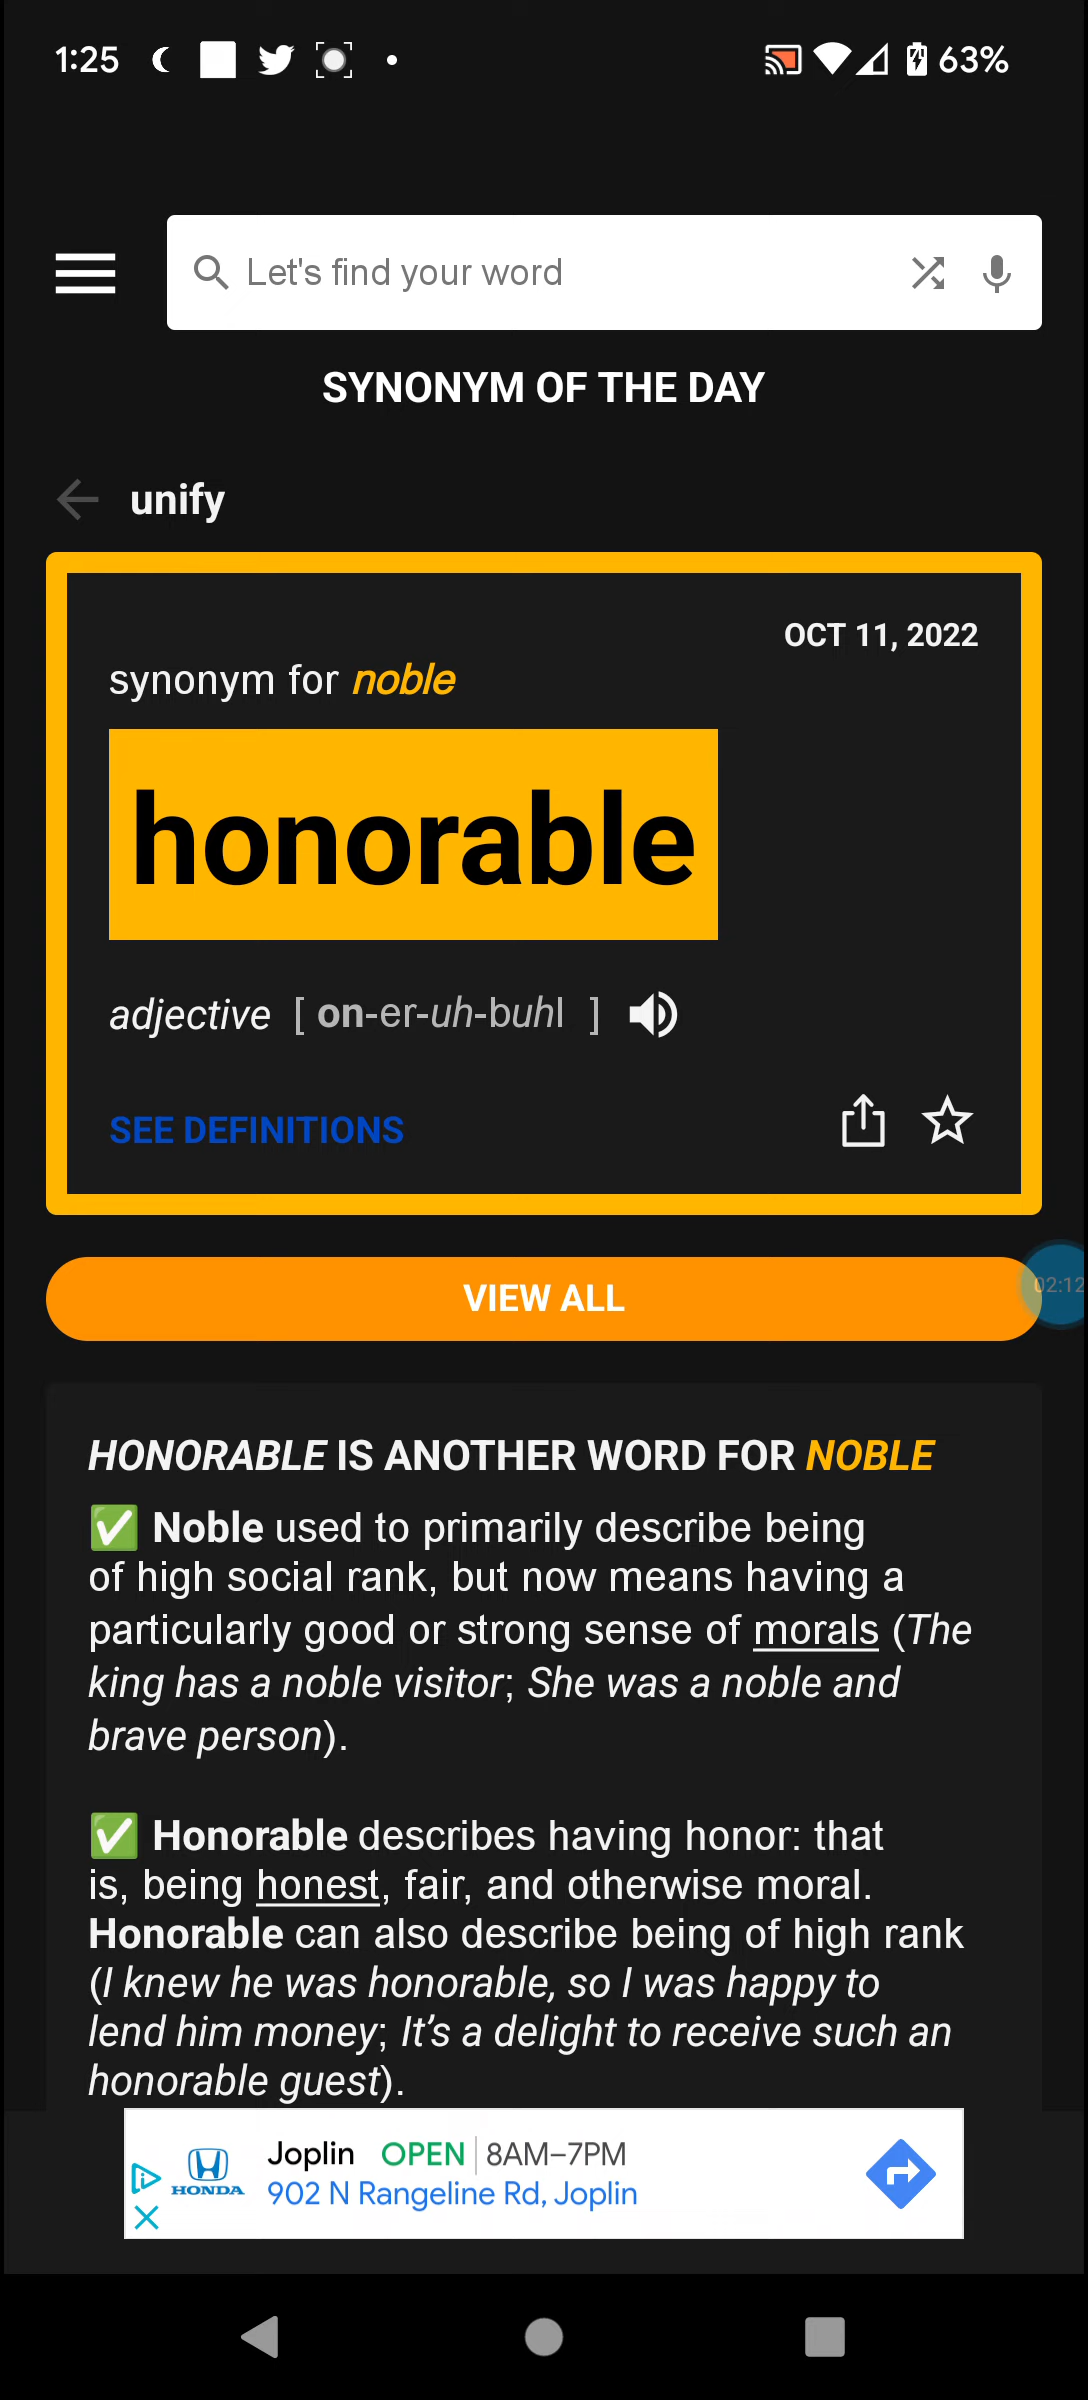 1:25
63%
Let's find your word
SYNONYM OF THE DAY
unify
OCT 11, 2022
synonym for noble
honorable
adjective [ on-er-uh-buhl ]
SEE DEFINITIONS
VIEW ALL
02:12
HONORABLE IS ANOTHER WORD FOR NOBLE
✅ Noble used to primarily describe being
of high social rank, but now means having a
particularly good or strong sense of morals (The
king has a noble visitor; She was a noble and
brave person).
✅ Honorable describes having honor: that
is, being honest, fair, and otherwise moral.
Honorable can also describe being of high rank
(I knew he was honorable, so I was happy to
lend him money; It’s a delight to receive such an
honorable guest).
HONDA
Joplin OPEN 8AM–7PM
902 N Rangeline Rd, Joplin